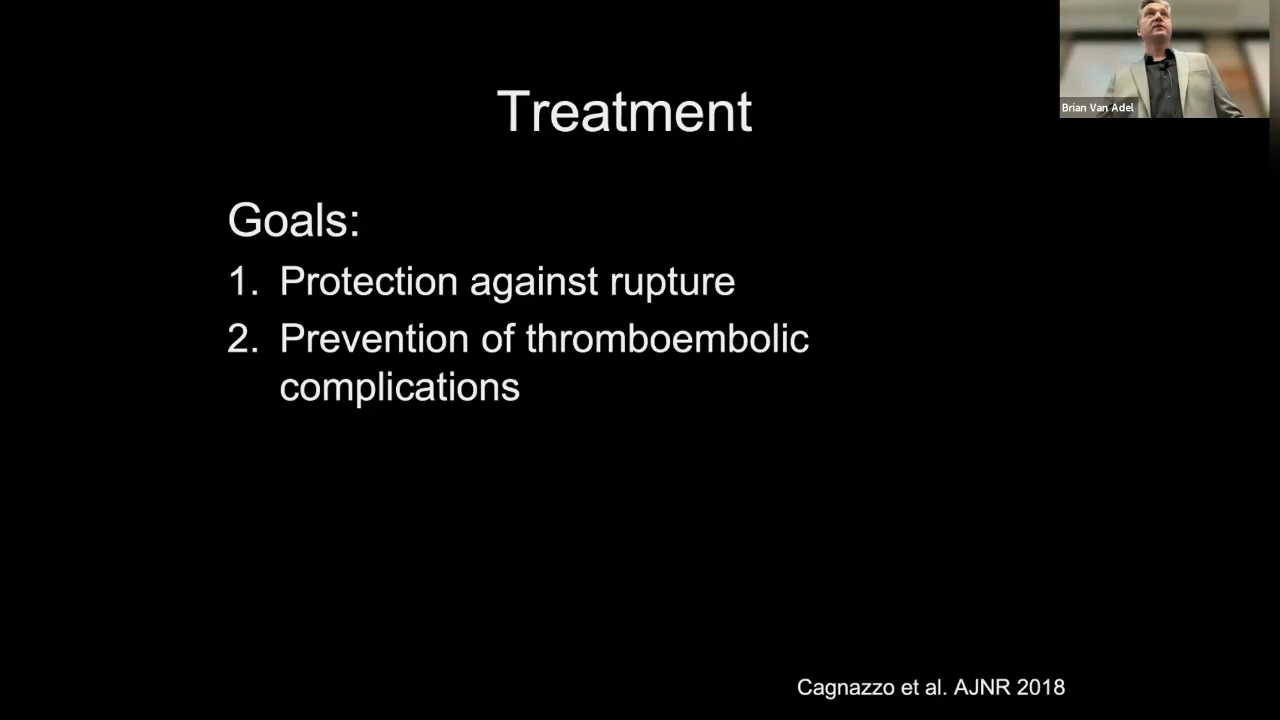 Treatment
Brian Van Adel
Goals:
1. Protection against rupture
2. Prevention of thromboembolic
complications
Cagnazzo et al. AJNR 2018